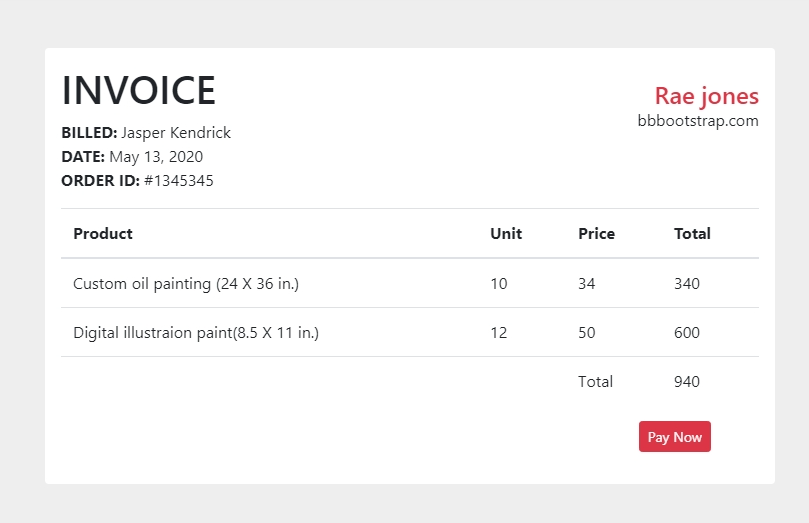 INVOICE
Rae jones
bbbootstrap.com
BILLED: Jasper Kendrick
DATE: May 13, 2020
ORDER ID: #1345345
Product Unit Price Total
Custom oil painting (24 X 36 in.) 10 34 340
Digital illustraion paint(8.5 X 11 in.) 12 50 600
Total 940
Pay Now